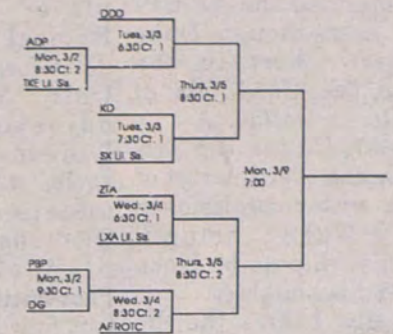 DDD
Tues, 3/3
6:30 Ct. 1
ADP
Mon, 3/2
8:30 Ct. 2
TKE Lil. Sis.
Thurs, 3/5
8:30 Ct. 1
KD
Tues, 3/3
7:30 Ct. 1
SX Lil. Sis.
Mon, 3/9
7:00
ZTA
Wed., 3/4
6:30 Ct. 1
LXA Lil. Sis.
Thurs, 3/5
8:30 Ct. 2
PBP
Mon, 3/2
9:30 Ct. 1
DG
Wed, 3/4
8:30 Ct. 2
AFROTC